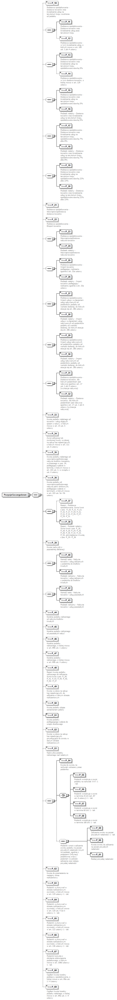 tns:P_10
Podstawa opodatkowania -
Dostawa towarów oraz
świadczenie usług na
terytorium kraju, zwolnione
od podatku
tns:P_11
Podstawa opodatkowania -
Dostawa towarów oraz
świadczenie usług poza
terytorium kraju
tns:P_12
Podstawa opodatkowania -
w tym świadczenie usług, o
których mowa w art. 100
ust. 1 pkt 4 ustawy
tns:P_13
Podstawa opodatkowania -
Dostawa towarów oraz
świadczenie usług na
terytorium kraju,
opodatkowane stawką 0%
tns:P_14
Podstawa opodatkowania -
w tym dostawa towarów, o
której mowa w art. 129
ustawy
tns:P_15
Podstawa opodatkowania -
Dostawa towarów oraz
świadczenie usług na
terytorium kraju,
opodatkowane stawką 5%
tns:P_16
Podatek należny - Dostawa
towarów oraz świadczenie
usług na terytorium kraju,
opodatkowane stawką 5%
tns:P_17
Podstawa opodatkowania -
Dostawa towarów oraz
świadczenie usług na
terytorium kraju,
opodatkowane stawką 7%
albo 8%
tns:P_18
Podatek należny - Dostawa
towarów oraz świadczenie
usług na terytorium kraju,
opodatkowane stawką 7%
albo 8%
tns:P_19
Podstawa opodatkowania -
Dostawa towarów oraz
świadczenie usług na
terytorium kraju,
opodatkowane stawką 22%
albo 23%
tns:P_20
Podatek należny - Dostawa
towarów oraz świadczenie
usług na terytorium kraju,
opodatkowane stawką 22%
albo 23%
tns:P_21
Podstawa opodatkowania -
Wewnątrzwspólnotowa
dostawa towarów
tns:P_22
Podstawa opodatkowania -
Eksport towarów
tns:P_23
Podstawa opodatkowania -
Wewnątrzwspólnotowe
nabycie towarów
tns:P_24
Podatek należny -
Wewnątrzwspólnotowe
nabycie towarów
tns:P_25
Podstawa opodatkowania -
Import towarów
podlegający rozliczeniu
zgodnie z art. 33a ustawy
tns:P_26
Podatek należny - Import
towarów podlegający
rozliczeniu zgodnie z art. 33a
ustawy
tns:P_27
Podstawa opodatkowania -
Import usług z wyłączeniem
usług nabywanych od
podatników podatku od
wartości dodanej, do których
stosuje się art. 28b ustawy
tns:P_28
Podatek należny - Import
usług z wyłączeniem usług
nabywanych od podatników
podatku od wartości
dodanej, do których stosuje
się art. 28b ustawy
tns:P_29
Podstawa opodatkowania -
Import usług nabywanych
od podatników podatku od
wartości dodanej, do których
stosuje się art. 28b ustawy
tns:P_30
Podatek należny - Import
usług nabywanych od
podatników podatku od
wartości dodanej, do których
stosuje się art. 28b ustawy
tns:P_31
Podstawa opodatkowania -
Dostawa towarów, dla
których podatnikiem jest
nabywca zgodnie z art. 17
ust. 1 pkt 5 ustawy
(wykazuje nabywca)
tns:P_32
Podatek należny - Dostawa
towarów, dla których
podatnikiem jest nabywca
zgodnie z art. 17 ust. 1 pkt 5
ustawy (wykazuje
nabywca)
tns:P_33
Kwota podatku należnego od
towarów i usług objętych
spisem z natury, o którym
mowa w art. 14 ust. 5
ustawy
tns:P_34
Zwrot odliczonej lub
zwróconej kwoty wydanej
na zakup kas rejestrujących,
o którym mowa w art. 111
ust. 6 ustawy
tns:P_35
Kwota podatku należnego od
wewnątrzwspólnotowego
nabycia środków transportu,
wykazanego w poz. 24,
podlegająca wpłacie w
terminie, o którym mowa w
art. 103 ust. 3, w związku z
ust. 4 ustawy
tns:P_36
Kwota podatku od
wewnątrzwspólnotowego
nabycia paliw silnikowych,
podlegająca wpłacie w
terminach, o których mowa
w art. 103 ust. 5a i 5b
ustawy
PozycjeSzczegolowe
tns:P_37
Razem - Podstawa
opodatkowania. Suma kwot
z poz. P_10, P_11, P_13,
P_15, P_17, P_19, P_21,
P_22, P_23, P_25, P_27,
P_29, P_31
tns:P_38
Razem - Podatek należny.
Suma kwot z poz. P_16,
P_18, P_20, P_24, P_26,
P_28, P_30, P_32, P_33,
P_34, pomniejszona o kwotę
z poz. P_35 i P_36
tns:P_39
Kwota nadwyżki z
poprzedniej deklaracji
tns:P_40
Wartość netto - Nabycie
towarów i usług zaliczanych
u podatnika do środków
trwałych
tns:P_41
Podatek naliczony - Nabycie
towarów i usług zaliczanych
u podatnika do środków
trwałych
tns:P_42
Wartość netto - Nabycie
towarów i usług pozostałych
tns:P_43
Podatek naliczony - Nabycie
towarów i usług pozostałych
tns:P_44
Korekta podatku naliczonego
od nabycia środków
trwałych
tns:P_45
Korekta podatku naliczonego
od pozostałych nabyć
tns:P_46
Korekta podatku
naliczonego, o której mowa
w art. 89b ust. 1 ustawy
tns:P_47
Korekta podatku
naliczonego, o której mowa
w art. 89b ust. 4 ustawy
tns:P_48
Razem kwota podatku
naliczonego do odliczenia.
Suma kwot z poz. P_39,
P_41, P_43, P_44, P_45,
P_46 i P_47
tns:P_49
Kwota wydana na zakup
kas rejestrujących, do
odliczenia w danym okresie
rozliczeniowym
tns:P_50
Kwota podatku objęta
zaniechaniem poboru
tns:P_51
Kwota podatku
podlegającego wpłacie do
urzędu skarbowego
tns:P_52
Kwota wydana na zakup
kas rejestrujących,
przysługująca do zwrotu w
danym okresie
rozliczeniowym
tns:P_53
Nadwyżka podatku
naliczonego nad należnym
tns:P_54
Kwota do zwrotu na
rachunek wskazany przez
podatnika
tns:P_55
Podatnik wnioskuje o zwrot
podatku na rachunek VAT: 1
- tak
tns:P_56
Podatnik wnioskuje o zwrot
w terminie 25 dni (art. 87
ust. 6 ustawy): 1 - tak
tns:P_57
Podatnik wnioskuje o zwrot
w terminie 60 dni: 1 - tak
tns:P_58
Podatnik wnioskuje o zwrot
w terminie 180 dni: 1 - tak
Podatnik wnosi o zaliczenie
zwrotu podatku na poczet
przyszłych należności innych
niż podatek, zgodnie z
przepisami Ordynacji
podatkowej wraz z
podaniem wysokości
zaliczenia oraz rodzaju
przyszłej należności
tns:P_59
Zaliczenie zwrotu na poczet
przyszłych należności: 1 - tak
tns:P_60
Kwota zwrotu do zaliczenia
na poczet przyszłych
należności
tns:P_61
Rodzaj przyszłej należności
tns:P_62
Kwota do przeniesienia na
następny okres
rozliczeniowy
tns:P_63
Podatnik wykonywał w
okresie rozliczeniowym
czynności, o których mowa
w art. 119 ustawy: 1 - tak
tns:P_64
Podatnik wykonywał w
okresie rozliczeniowym
czynności, o których mowa
w art. 120 ust. 4 lub 5
ustawy: 1 - tak
tns:P_65
Podatnik wykonywał w
okresie rozliczeniowym
czynności, o których mowa
w art. 122 ustawy: 1 - tak
tns:P_66
Podatnik wykonywał w
okresie rozliczeniowym
czynności, o których mowa
w art. 136 ustawy: 1 - tak
tns:P_67
Podatnik korzysta z
obniżenia zobowiązania
podatkowego, o którym
mowa w art. 108d ustawy:
1 - tak
tns:P_68
Ogółem kwota korekty
podstawy opodatkowania, o
której mowa w art. 89a ust.
1 i 4 ustawy
tns:P_69
Ogółem kwota korekty
podatku należnego, o której
mowa w art. 89a ust. 1 i 4
ustawy